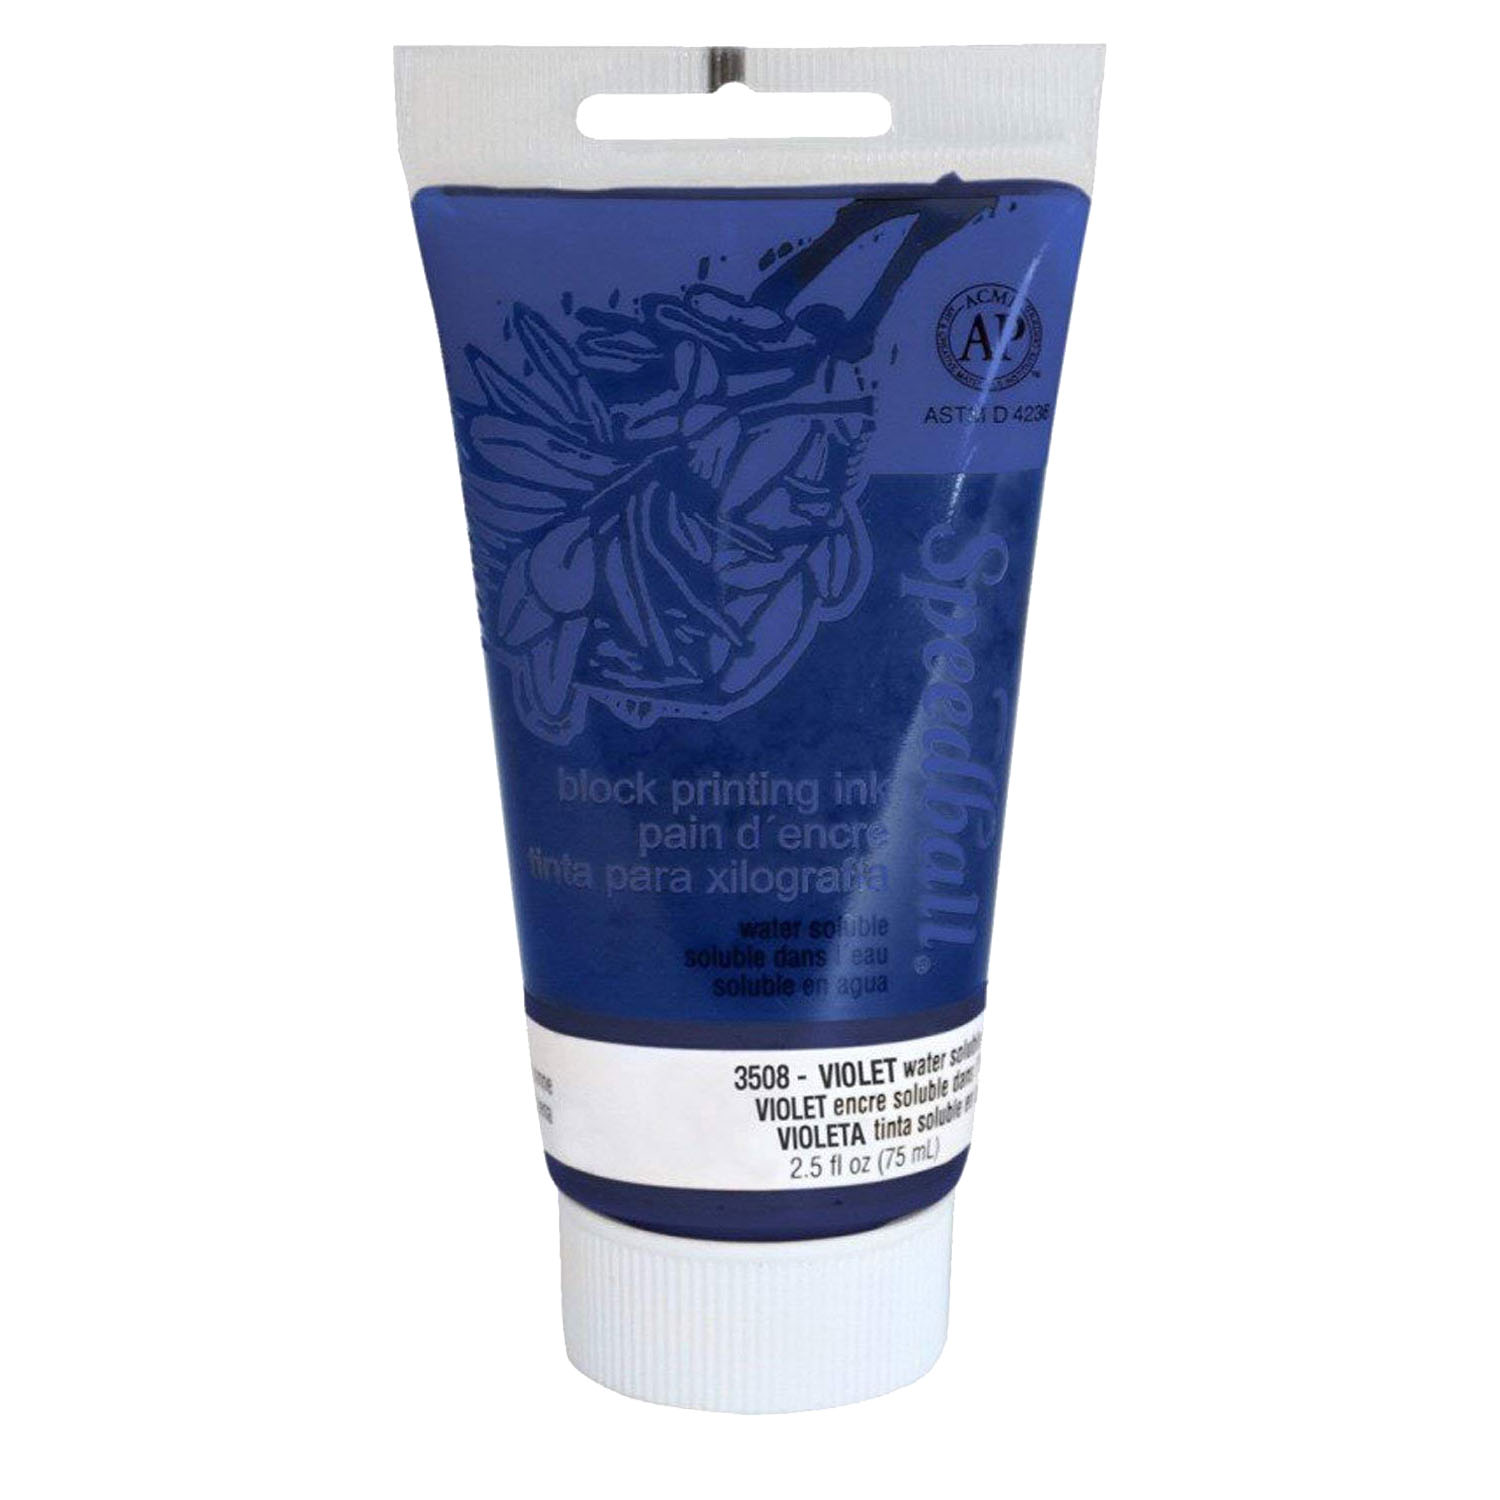 ACMI
AP
ASTM D 4236
Speedball®
block printing ink
pain d´encre
tinta para xilografía
water soluble
soluble dans l'eau
soluble en agua
3508 - VIOLET water soluble
VIOLET encre soluble dans
VIOLETA tinta soluble en
2.5 fl oz (75 mL)